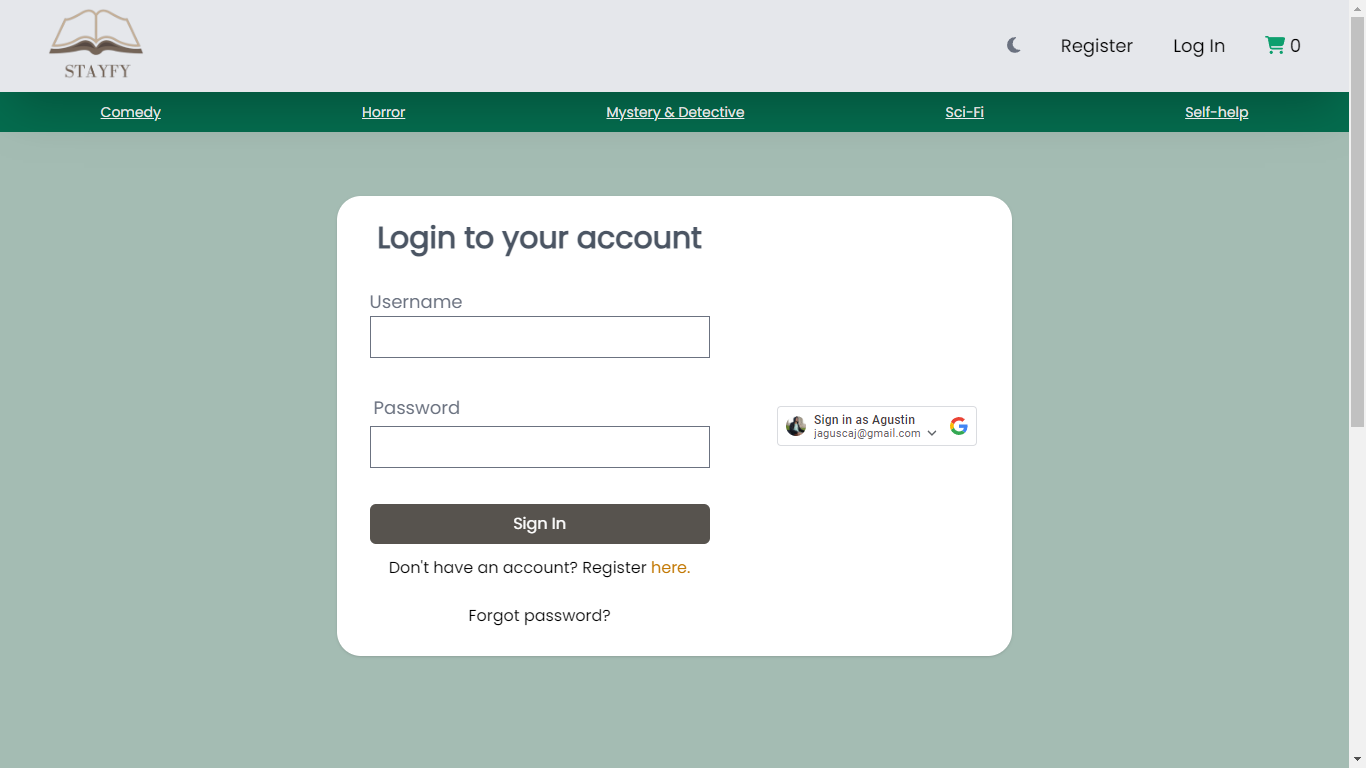 STAYFY
Register
Log In
0
Comedy
Horror
Mystery & Detective
Sci-Fi
Self-help
Login to your account
Username
Password
Sign in as Agustin
jaguscaj@gmail.com
Sign In
Don't have an account? Register here.
Forgot password?